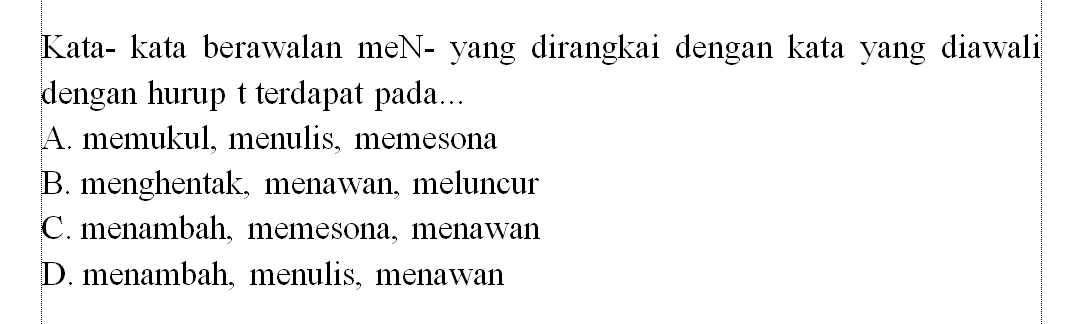 Kata- kata berawalan meN- yang dirangkai dengan kata yang diawali
dengan hurup t terdapat pada...
A. memukul, menulis, memesona
B. menghentak, menawan, meluncur
C. menambah, memesona, menawan
D. menambah, menulis, menawan